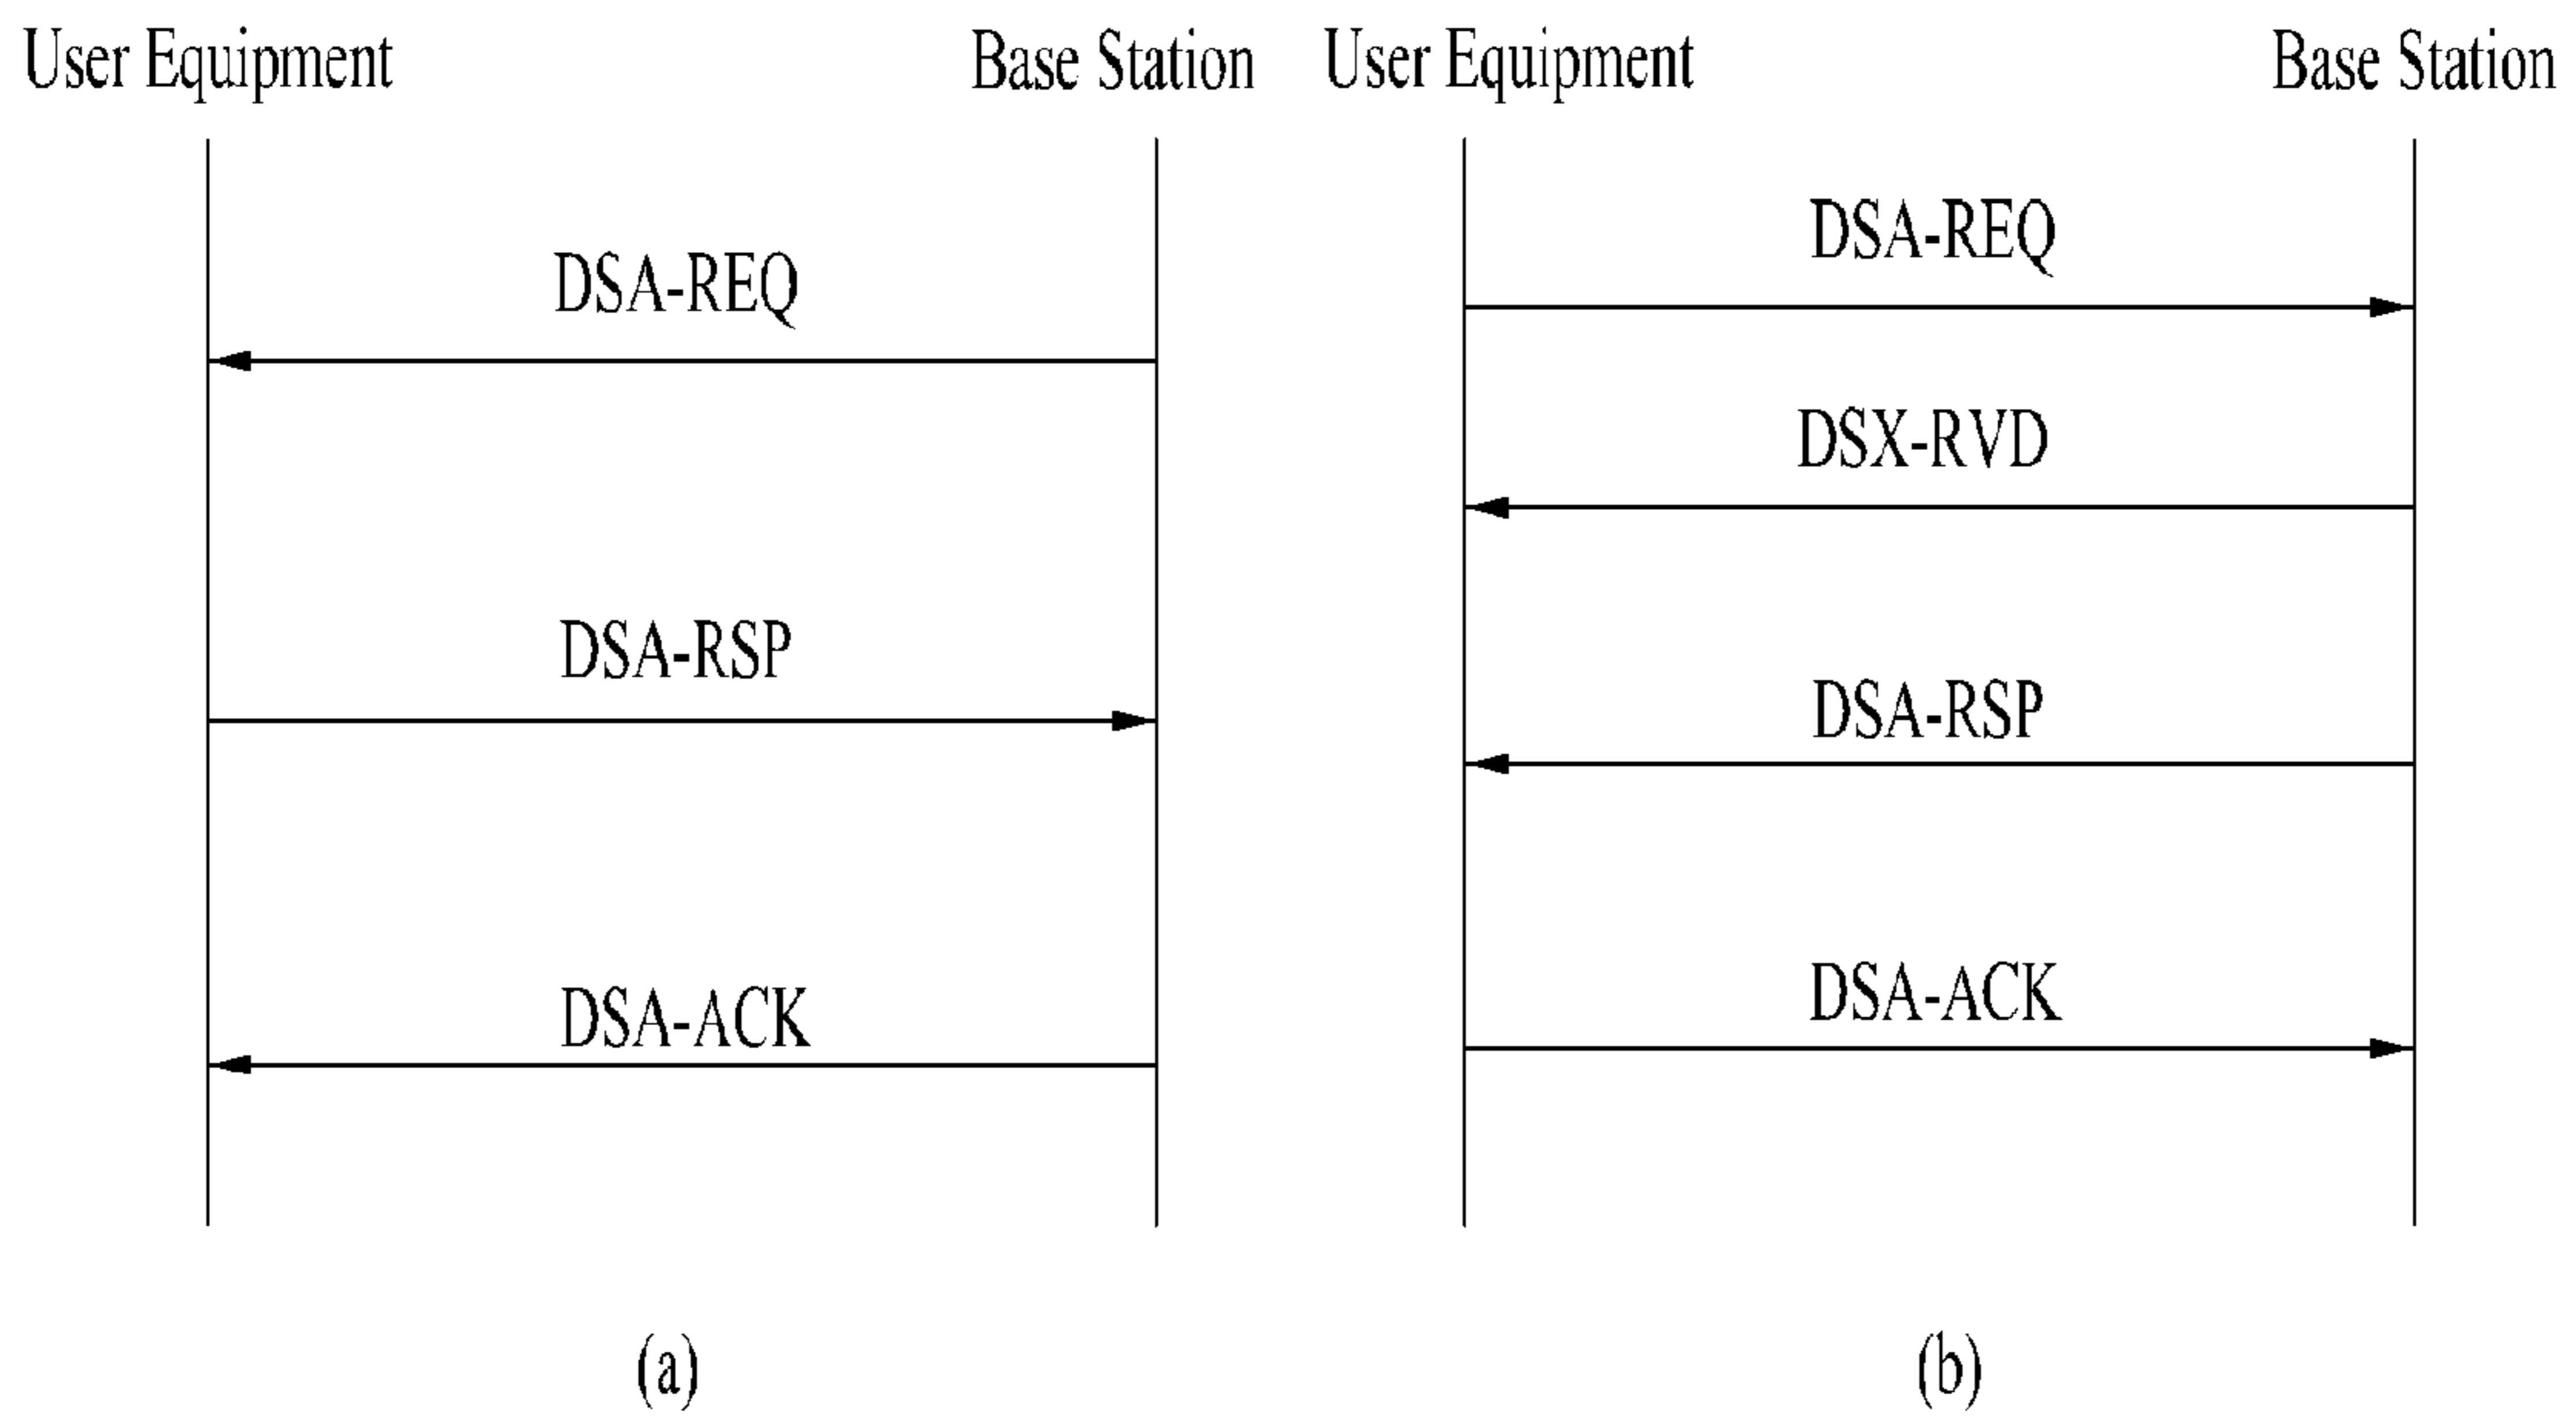 User Equipment
Base Station
DSA-REQ
DSA-RSP
DSA-ACK
(a)
User Equipment
Base Station
DSA-REQ
DSX-RVD
DSA-RSP
DSA-ACK
(b)